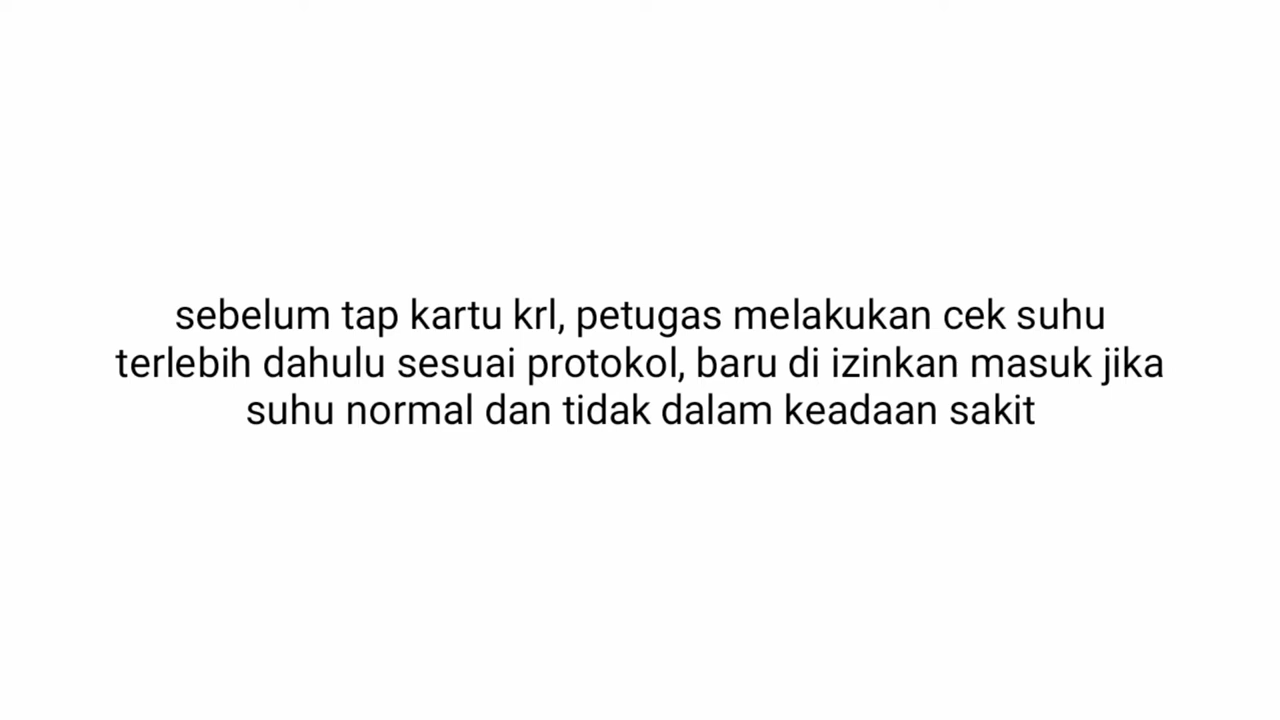 sebelum tap kartu krl, petugas melakukan cek suhu
terlebih dahulu sesuai protokol, baru di izinkan masuk jika
suhu normal dan tidak dalam keadaan sakit